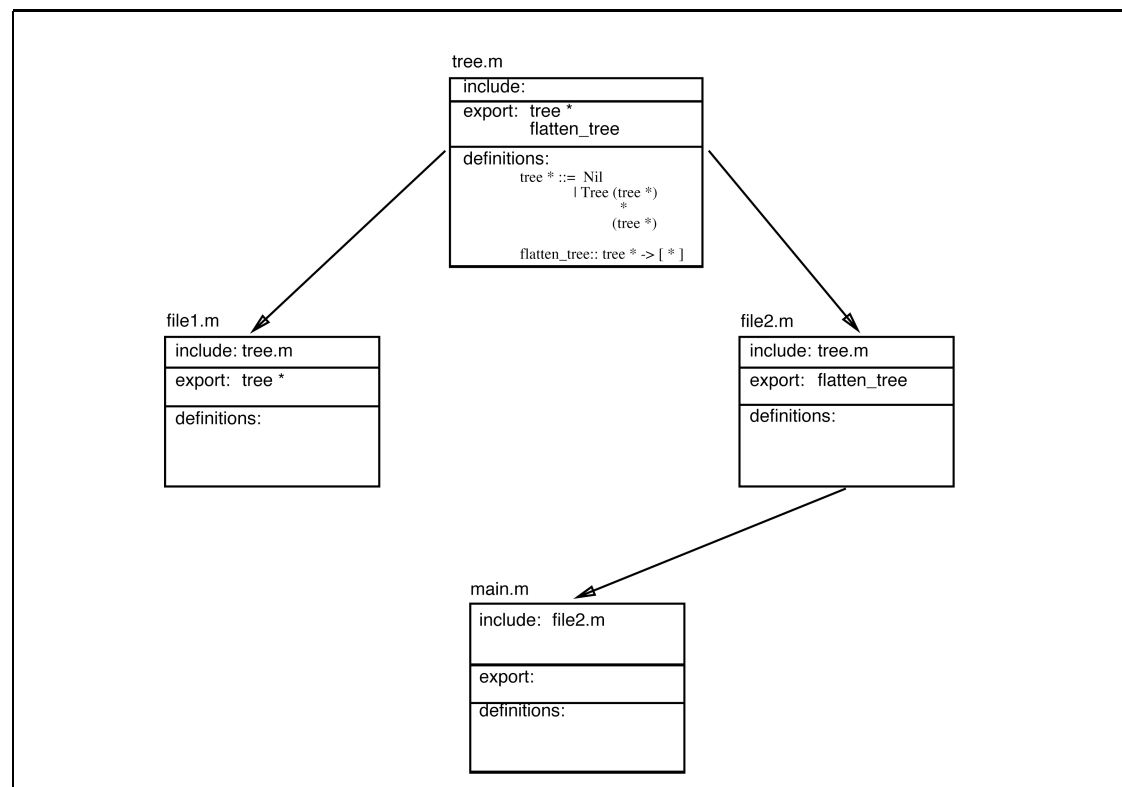 tree.m
include:
export: tree *
flatten_tree
definitions:
tree * ::= Nil
| Tree (tree *)
*
(tree *)
flatten_tree:: tree * -> [ * ]
file1.m
include: tree.m
export: tree *
definitions:
file2.m
include: tree.m
export: flatten_tree
definitions:
main.m
include: file2.m
export:
definitions: